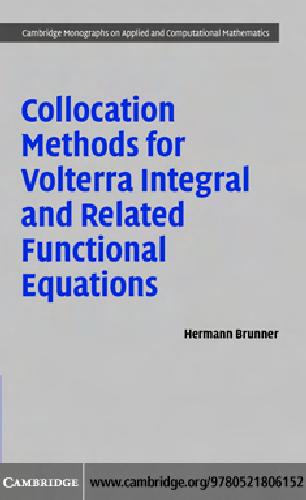 Cambridge Monographs on Applied and Computational Mathematics
Collocation
Methods for
Volterra Integral
and Related
Functional
Equations
Hermann Brunner
CAMBRIDGE www.cambridge.org/9780521806152